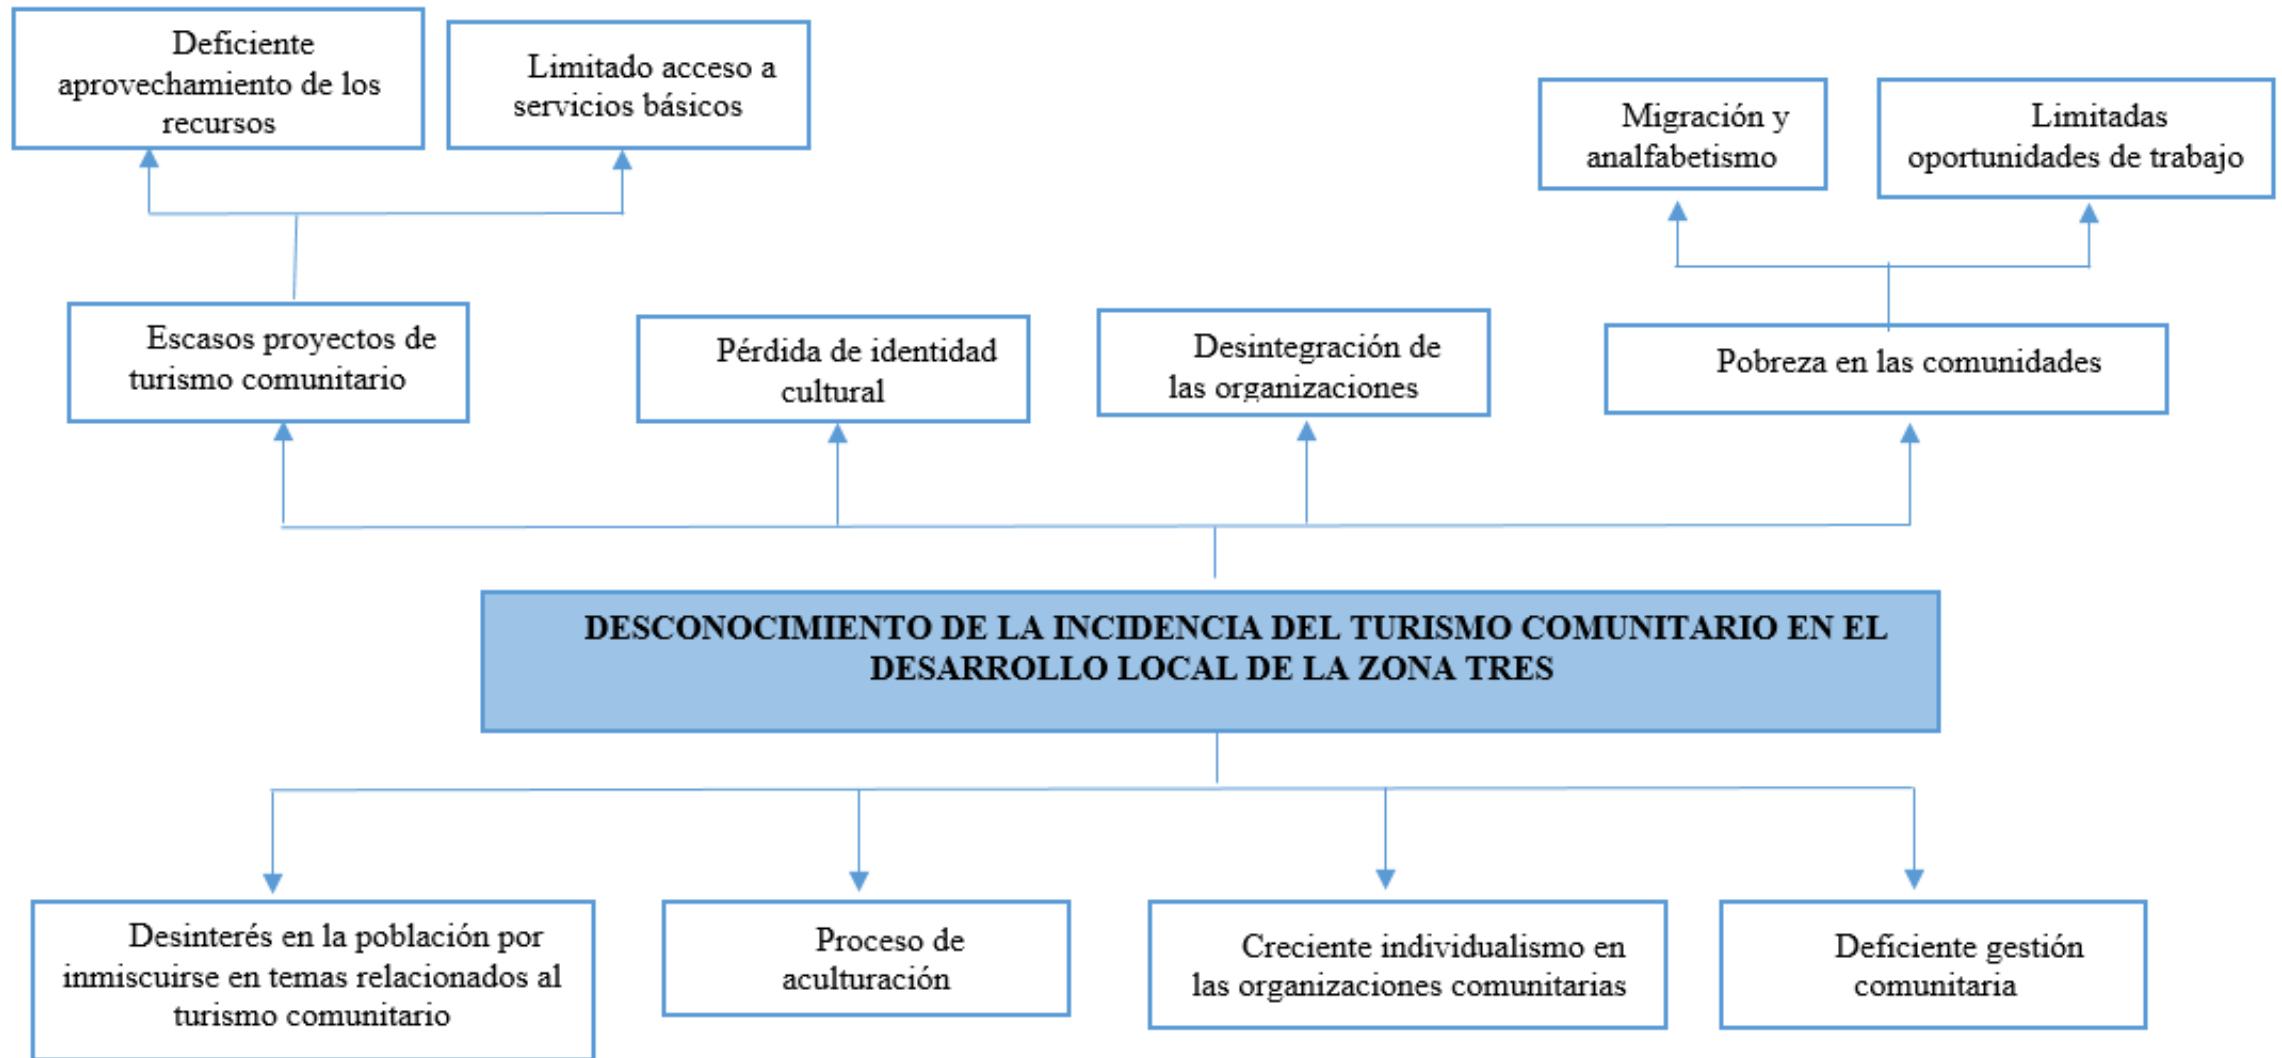 Deficiente
aprovechamiento de los
recursos
Limitado acceso a
servicios básicos
Migración y
analfabetismo
Limitadas
oportunidades de trabajo
Escasos proyectos de
turismo comunitario
Pérdida de identidad
cultural
Desintegración de
las organizaciones
Pobreza en las comunidades
DESCONOCIMIENTO DE LA INCIDENCIA DEL TURISMO COMUNITARIO EN EL
DESARROLLO LOCAL DE LA ZONA TRES
Desinterés en la población por
inmiscuirse en temas relacionados al
turismo comunitario
Proceso de
aculturación
Creciente individualismo en
las organizaciones comunitarias
Deficiente gestión
comunitaria